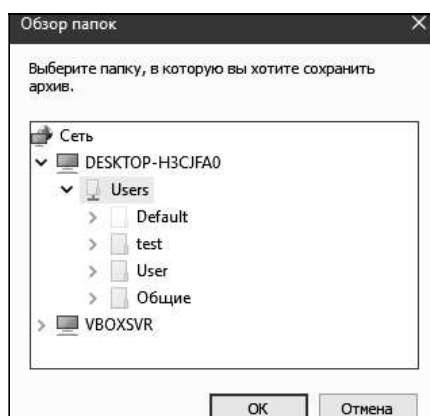 Обзор папок
Выберите папку, в которую вы хотите сохранить
архив.
Сеть
DESKTOP-H3CJFA0
Users
Default
test
User
Общие
VBOXSVR
ОК
Отмена